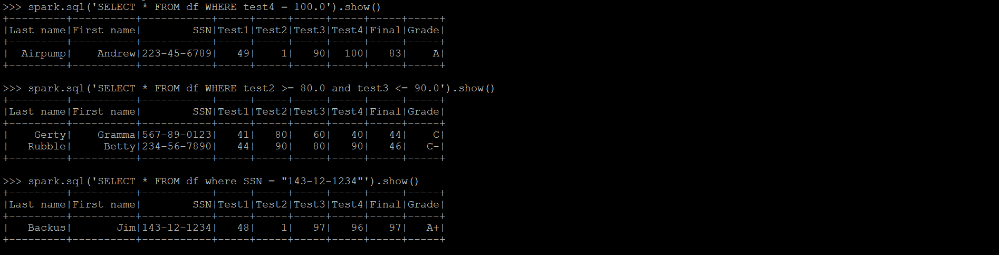 >>> spark.sql('SELECT * FROM df WHERE test4 = 100.0').show()
+---------+----------+-----------+-----+-----+-----+-----+-----+-----+
|Last name|First name|        SSN|Test1|Test2|Test3|Test4|Final|Grade|
+---------+----------+-----------+-----+-----+-----+-----+-----+-----+
|  Airpump|    Andrew|223-45-6789|   49|    1|   90|  100|   83|    A|
+---------+----------+-----------+-----+-----+-----+-----+-----+-----+

>>> spark.sql('SELECT * FROM df WHERE test2 >= 80.0 and test3 <= 90.0').show()
+---------+----------+-----------+-----+-----+-----+-----+-----+-----+
|Last name|First name|        SSN|Test1|Test2|Test3|Test4|Final|Grade|
+---------+----------+-----------+-----+-----+-----+-----+-----+-----+
|    Gerty|    Gramma|567-89-0123|   41|   80|   60|   40|   44|    C|
|   Rubble|     Betty|234-56-7890|   44|   90|   80|   90|   46|   C-|
+---------+----------+-----------+-----+-----+-----+-----+-----+-----+

>>> spark.sql('SELECT * FROM df where SSN = "143-12-1234"').show()
+---------+----------+-----------+-----+-----+-----+-----+-----+-----+
|Last name|First name|        SSN|Test1|Test2|Test3|Test4|Final|Grade|
+---------+----------+-----------+-----+-----+-----+-----+-----+-----+
|   Backus|       Jim|143-12-1234|   48|    1|   97|   96|   97|   A+|
+---------+----------+-----------+-----+-----+-----+-----+-----+-----+